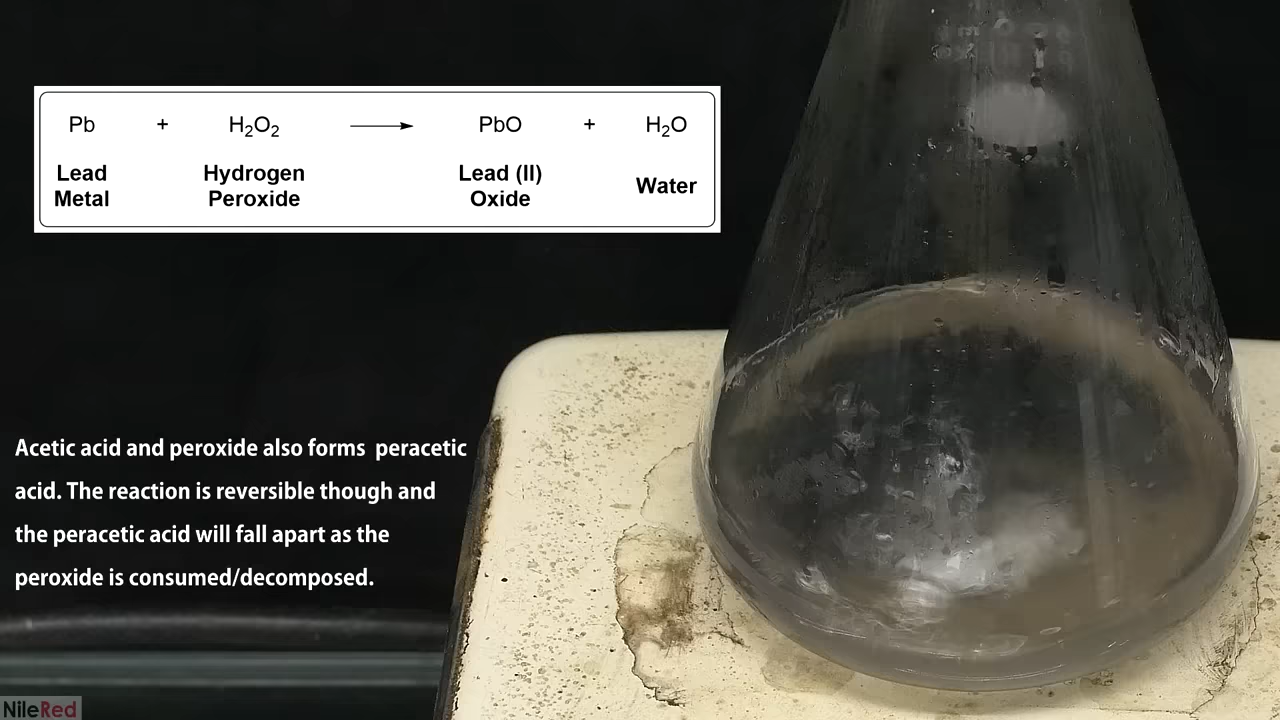 Pb + H₂O₂ → PbO + H₂O
Lead Metal Hydrogen Peroxide Lead (II) Oxide Water
Acetic acid and peroxide also forms  peracetic
acid. The reaction is reversible though and
the peracetic acid will fall apart as the
peroxide is consumed/decomposed.
NileRed